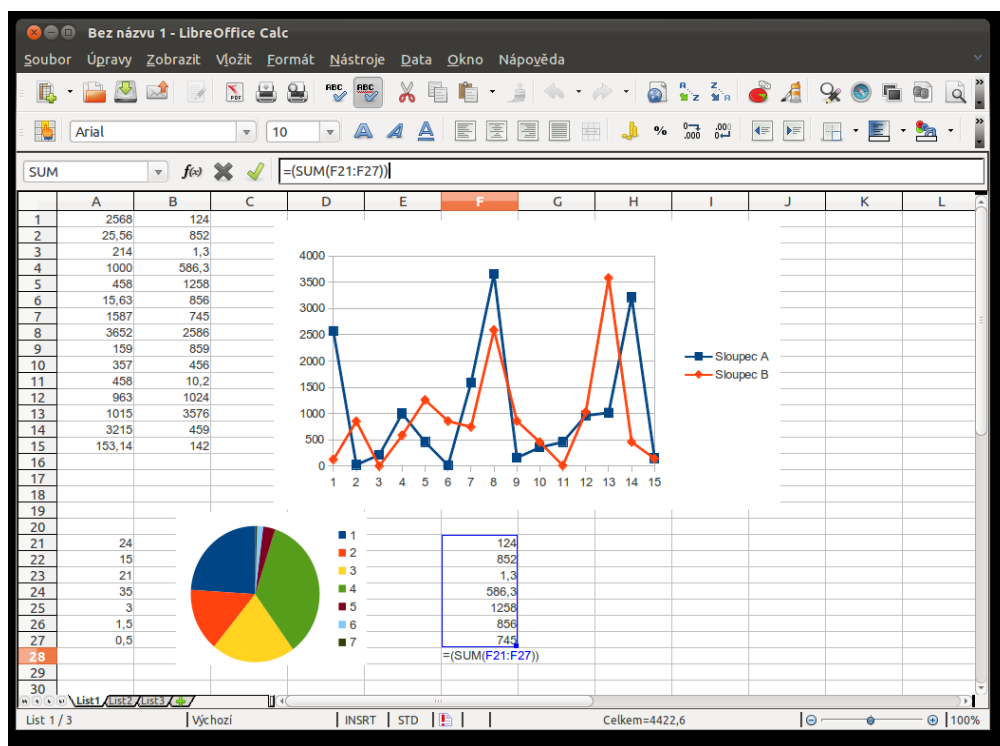 Bez názvu 1 - LibreOffice Calc
Soubor Úpravy Zobrazit Vložit Formát Nástroje Data Okno Nápověda
PDF ABC ABC A Z Z A
Arial 10 A A A % .000 .000
SUM f(x) =(SUM(F21:F27))
A B C D E F G H I J K L
1 2568 124
2 25,56 852
3 214 1,3
4 1000 586,3
5 458 1258
6 15,63 856
7 1587 745
8 3652 2586
9 159 859
10 357 456
11 458 10,2
12 963 1024
13 1015 3576
14 3215 459
15 153,14 142
16
17
18
19
20
4000
3500
3000
2500
2000
1500
1000
500
0
1 2 3 4 5 6 7 8 9 10 11 12 13 14 15
Sloupec A
Sloupec B
21 24 124
22 15 852
23 21 1,3
24 35 586,3
25 3 1258
26 1,5 856
27 0,5 745
28 =(SUM(F21:F27))
29
30
1
2
3
4
5
6
7
List1 List2 List3
List 1 / 3 Výchozí INSRT STD Celkem=4422,6 100%